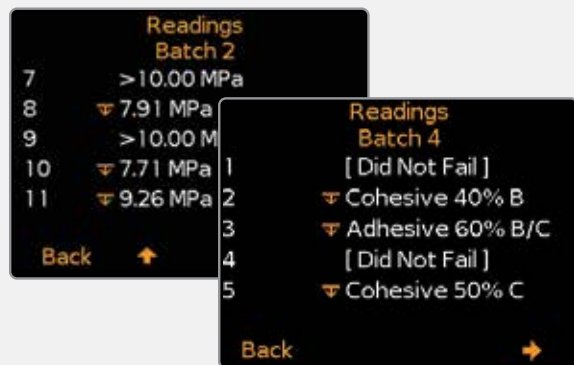 Readings
Batch 2
7 >10.00 MPa
8 7.91 MPa
9 >10.00 M
10 7.71 MPa
11 9.26 MPa
Back
Readings
Batch 4
1 [ Did Not Fail ]
2 Cohesive 40% B
3 Adhesive 60% B/C
4 [ Did Not Fail ]
5 Cohesive 50% C
Back